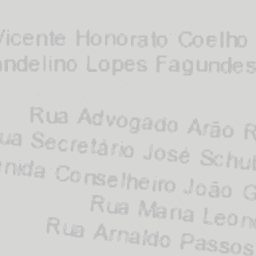 Vicente Honorato Coelho
andelino Lopes Fagundes
Rua Advogado Arão R
ua Secretário José Schul
nida Conselheiro João G
Rua Maria Leon
Rua Arnaldo Passos